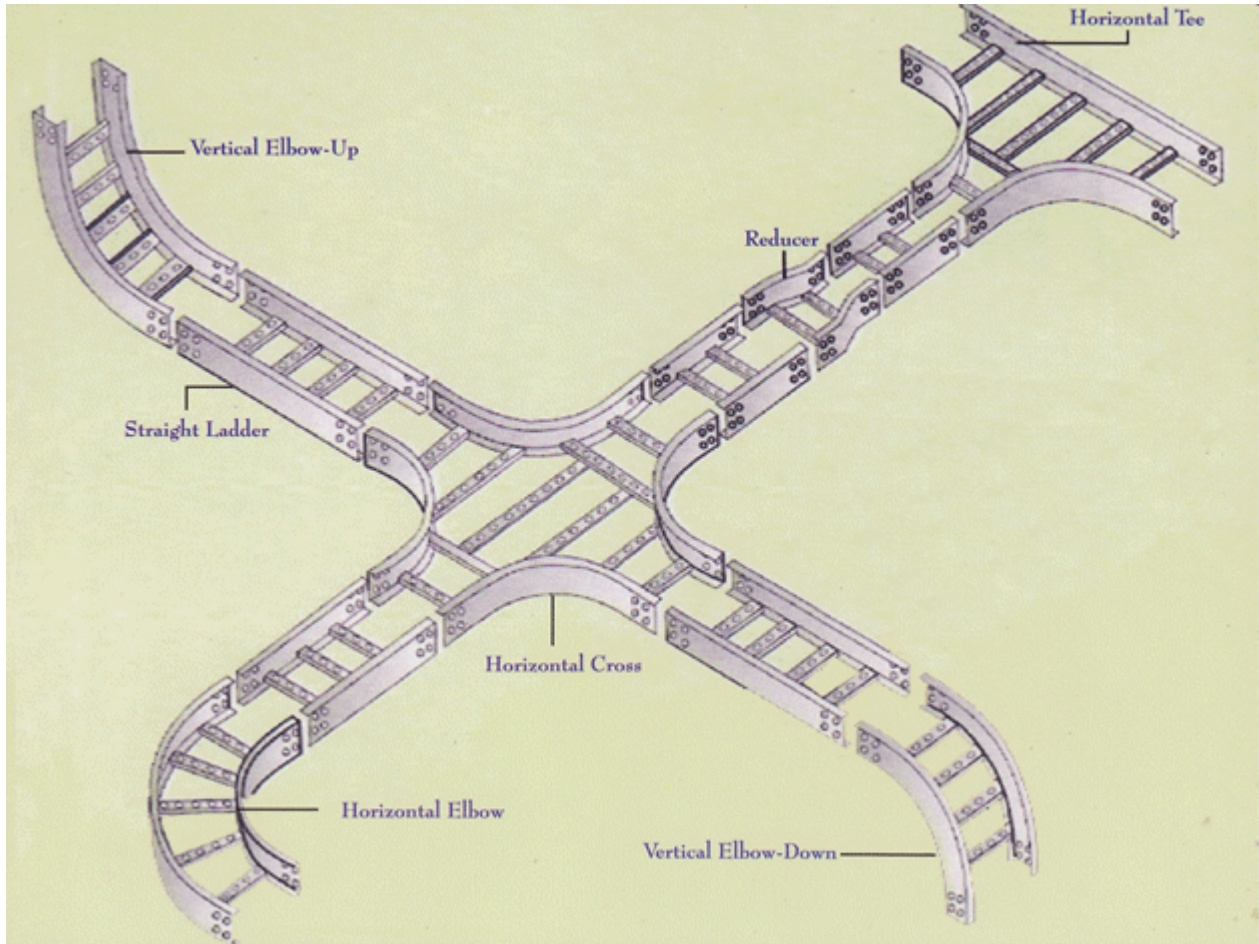 Horizontal Tee
Vertical Elbow-Up
Reducer
Straight Ladder
Horizontal Cross
Horizontal Elbow
Vertical Elbow-Down